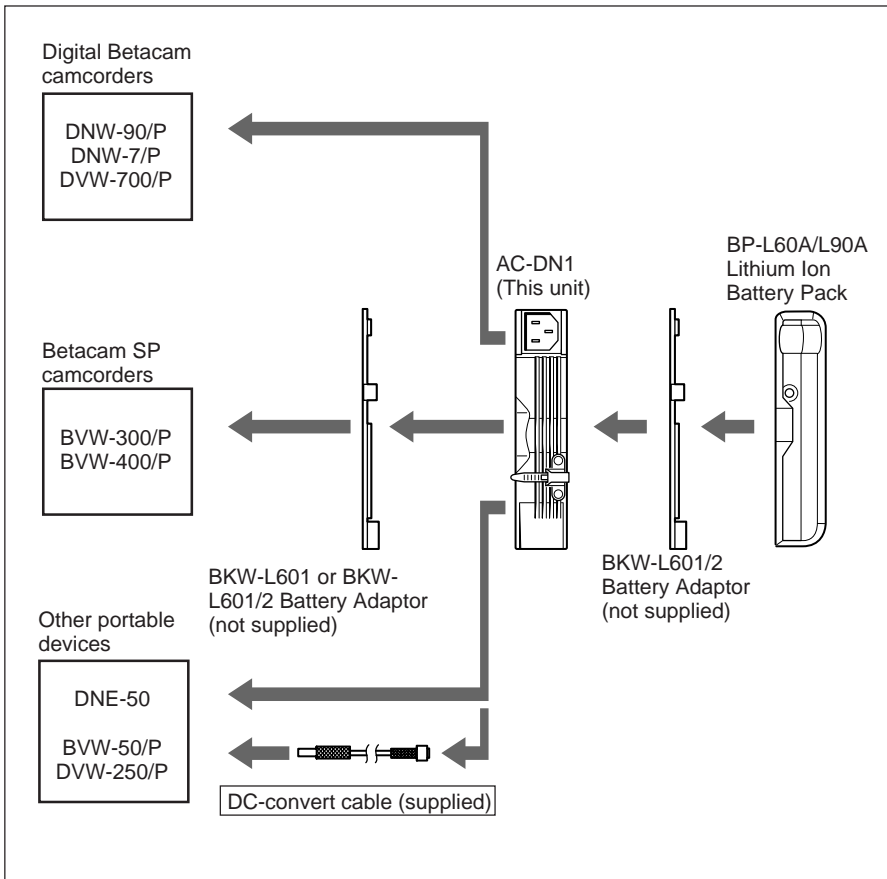 Digital Betacam
camcorders
DNW-90/P
DNW-7/P
DVW-700/P
AC-DN1
(This unit)
BP-L60A/L90A
Lithium Ion
Battery Pack
Betacam SP
camcorders
BVW-300/P
BVW-400/P
BKW-L601 or BKW-
L601/2 Battery Adaptor
(not supplied)
BKW-L601/2
Battery Adaptor
(not supplied)
Other portable
devices
DNE-50
BVW-50/P
DVW-250/P
DC-convert cable (supplied)